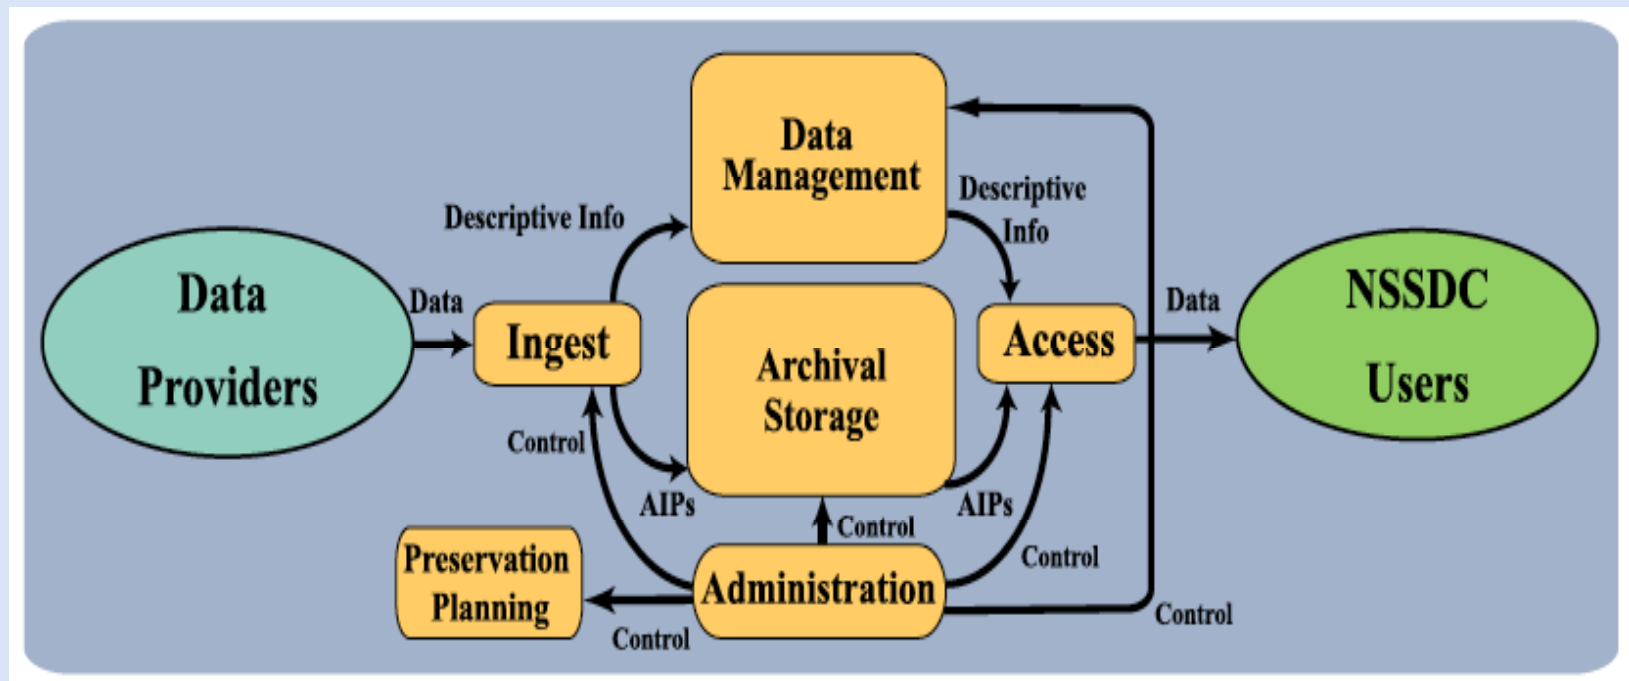 Data
Management
Descriptive Info
Descriptive
Info
Data
Providers
Data
Ingest
Archival
Storage
Access
Data
NSSDC
Users
Control
AIPs
AIPs
Control
Control
Preservation
Planning
Administration
Control
Control